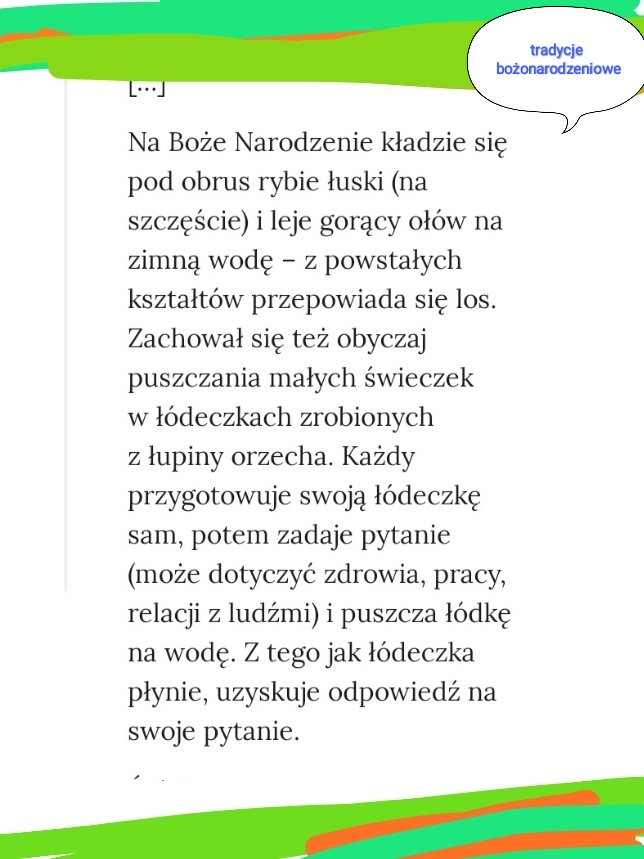 tradycje
bożonarodzeniowe
[...]
Na Boże Narodzenie kładzie się
pod obrus rybie łuski (na
szczęście) i leje gorący ołów na
zimną wodę – z powstałych
kształtów przepowiada się los.
Zachował się też obyczaj
puszczania małych świeczek
w łódeczkach zrobionych
z łupiny orzecha. Każdy
przygotowuje swoją łódeczkę
sam, potem zadaje pytanie
(może dotyczyć zdrowia, pracy,
relacji z ludźmi) i puszcza łódkę
na wodę. Z tego jak łódeczka
płynie, uzyskuje odpowiedź na
swoje pytanie.